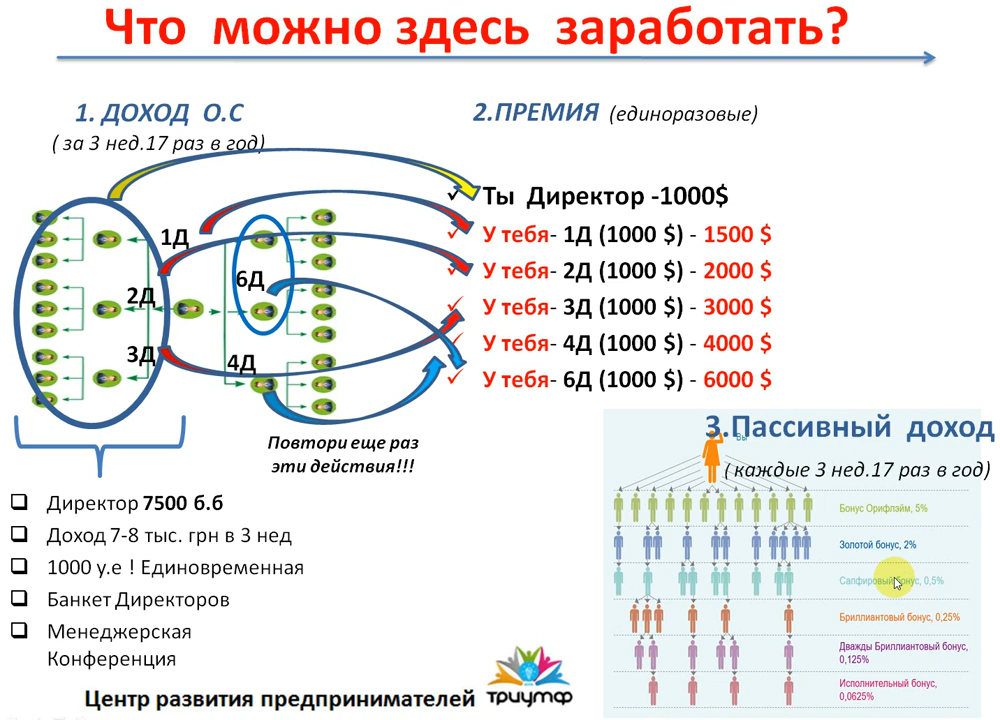 Что можно здесь заработать?
1. ДОХОД О.С
( за 3 нед.17 раз в год)
2.ПРЕМИЯ (единоразовые)
Ты Директор -1000$
У тебя- 1Д (1000 $) - 1500 $
У тебя- 2Д (1000 $) - 2000 $
У тебя- 3Д (1000 $) - 3000 $
У тебя- 4Д (1000 $) - 4000 $
У тебя- 6Д (1000 $) - 6000 $
1Д
6Д
2Д
3Д
4Д
Повтори еще раз
эти действия!!!
Директор 7500 б.б
Доход 7-8 тыс. грн в 3 нед
1000 у.е ! Единовременная
Банкет Директоров
Менеджерская
Конференция
3.Пассивный доход
Вы
( каждые 3 нед.17 раз в год)
Бонус Орифлэйм, 5%
Золотой бонус, 2%
Сапфировый бонус, 0,5%
Бриллиантовый бонус, 0,25%
Дважды Бриллиантовый бонус,
0,125%
Исполнительный бонус,
0,0625%
Центр развития предпринимателей
триумф